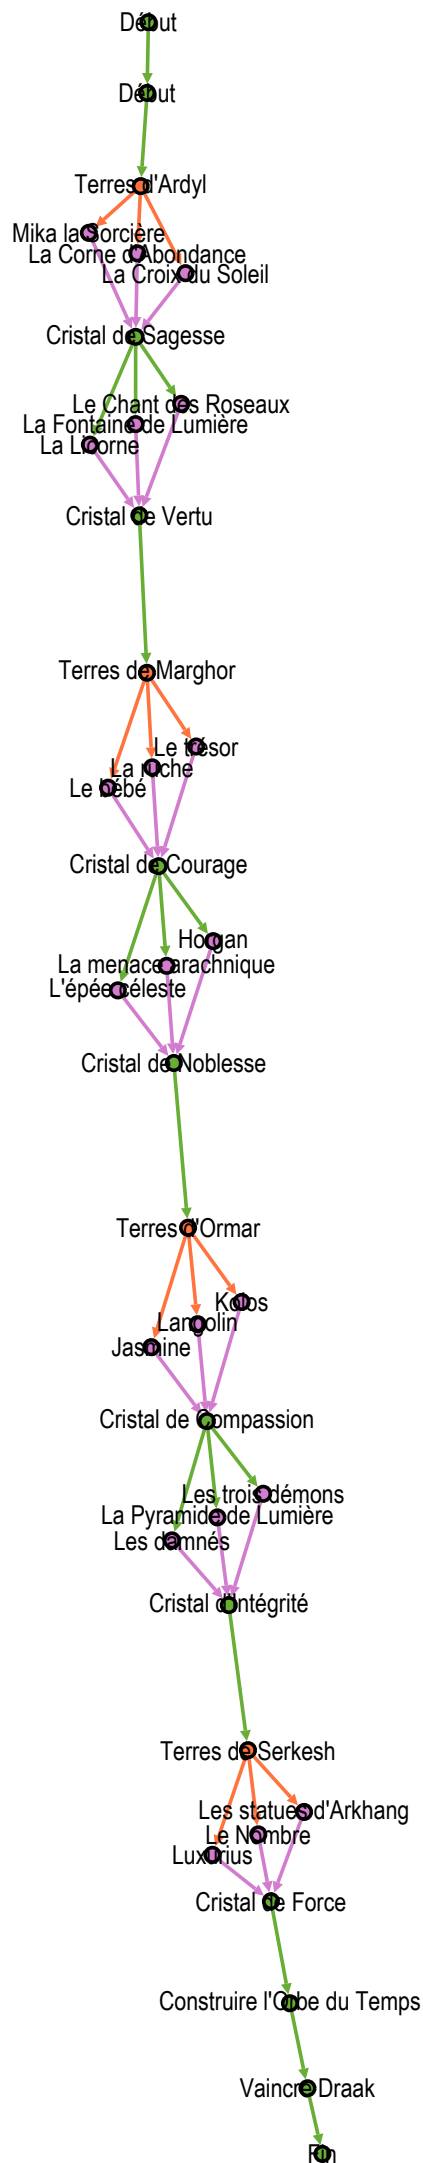 Début
Début
Terres d'Ardyl
Mika la Sorcière
La Corne d'Abondance
La Croix du Soleil
Cristal de Sagesse
Le Chant des Roseaux
La Fontaine de Lumière
La Licorne
Cristal de Vertu
Terres de Marghor
Le trésor
La ruche
Le bébé
Cristal de Courage
Horgan
La menace arachnique
L'épée céleste
Cristal de Noblesse
Terres d'Ormar
Kolos
Langolin
Jasmine
Cristal de Compassion
Les trois démons
La Pyramide de Lumière
Les damnés
Cristal d'Intégrité
Terres de Serkesh
Les statues d'Arkhang
Le Nombre
Luxurius
Cristal de Force
Construire l'Orbe du Temps
Vaincre Draak
Fin